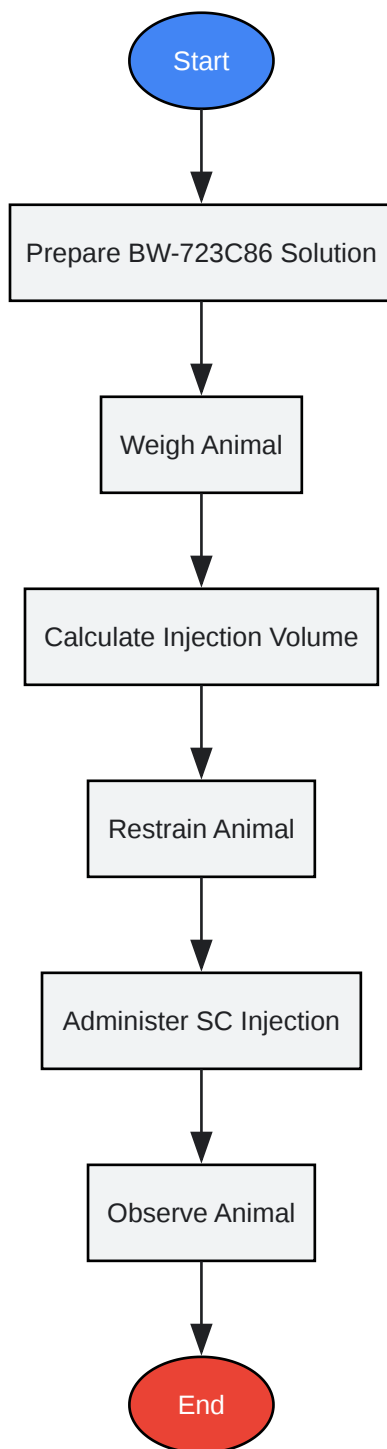 Start
Prepare BW-723C86 Solution
Weigh Animal
Calculate Injection Volume
Restrain Animal
Administer SC Injection
Observe Animal
End